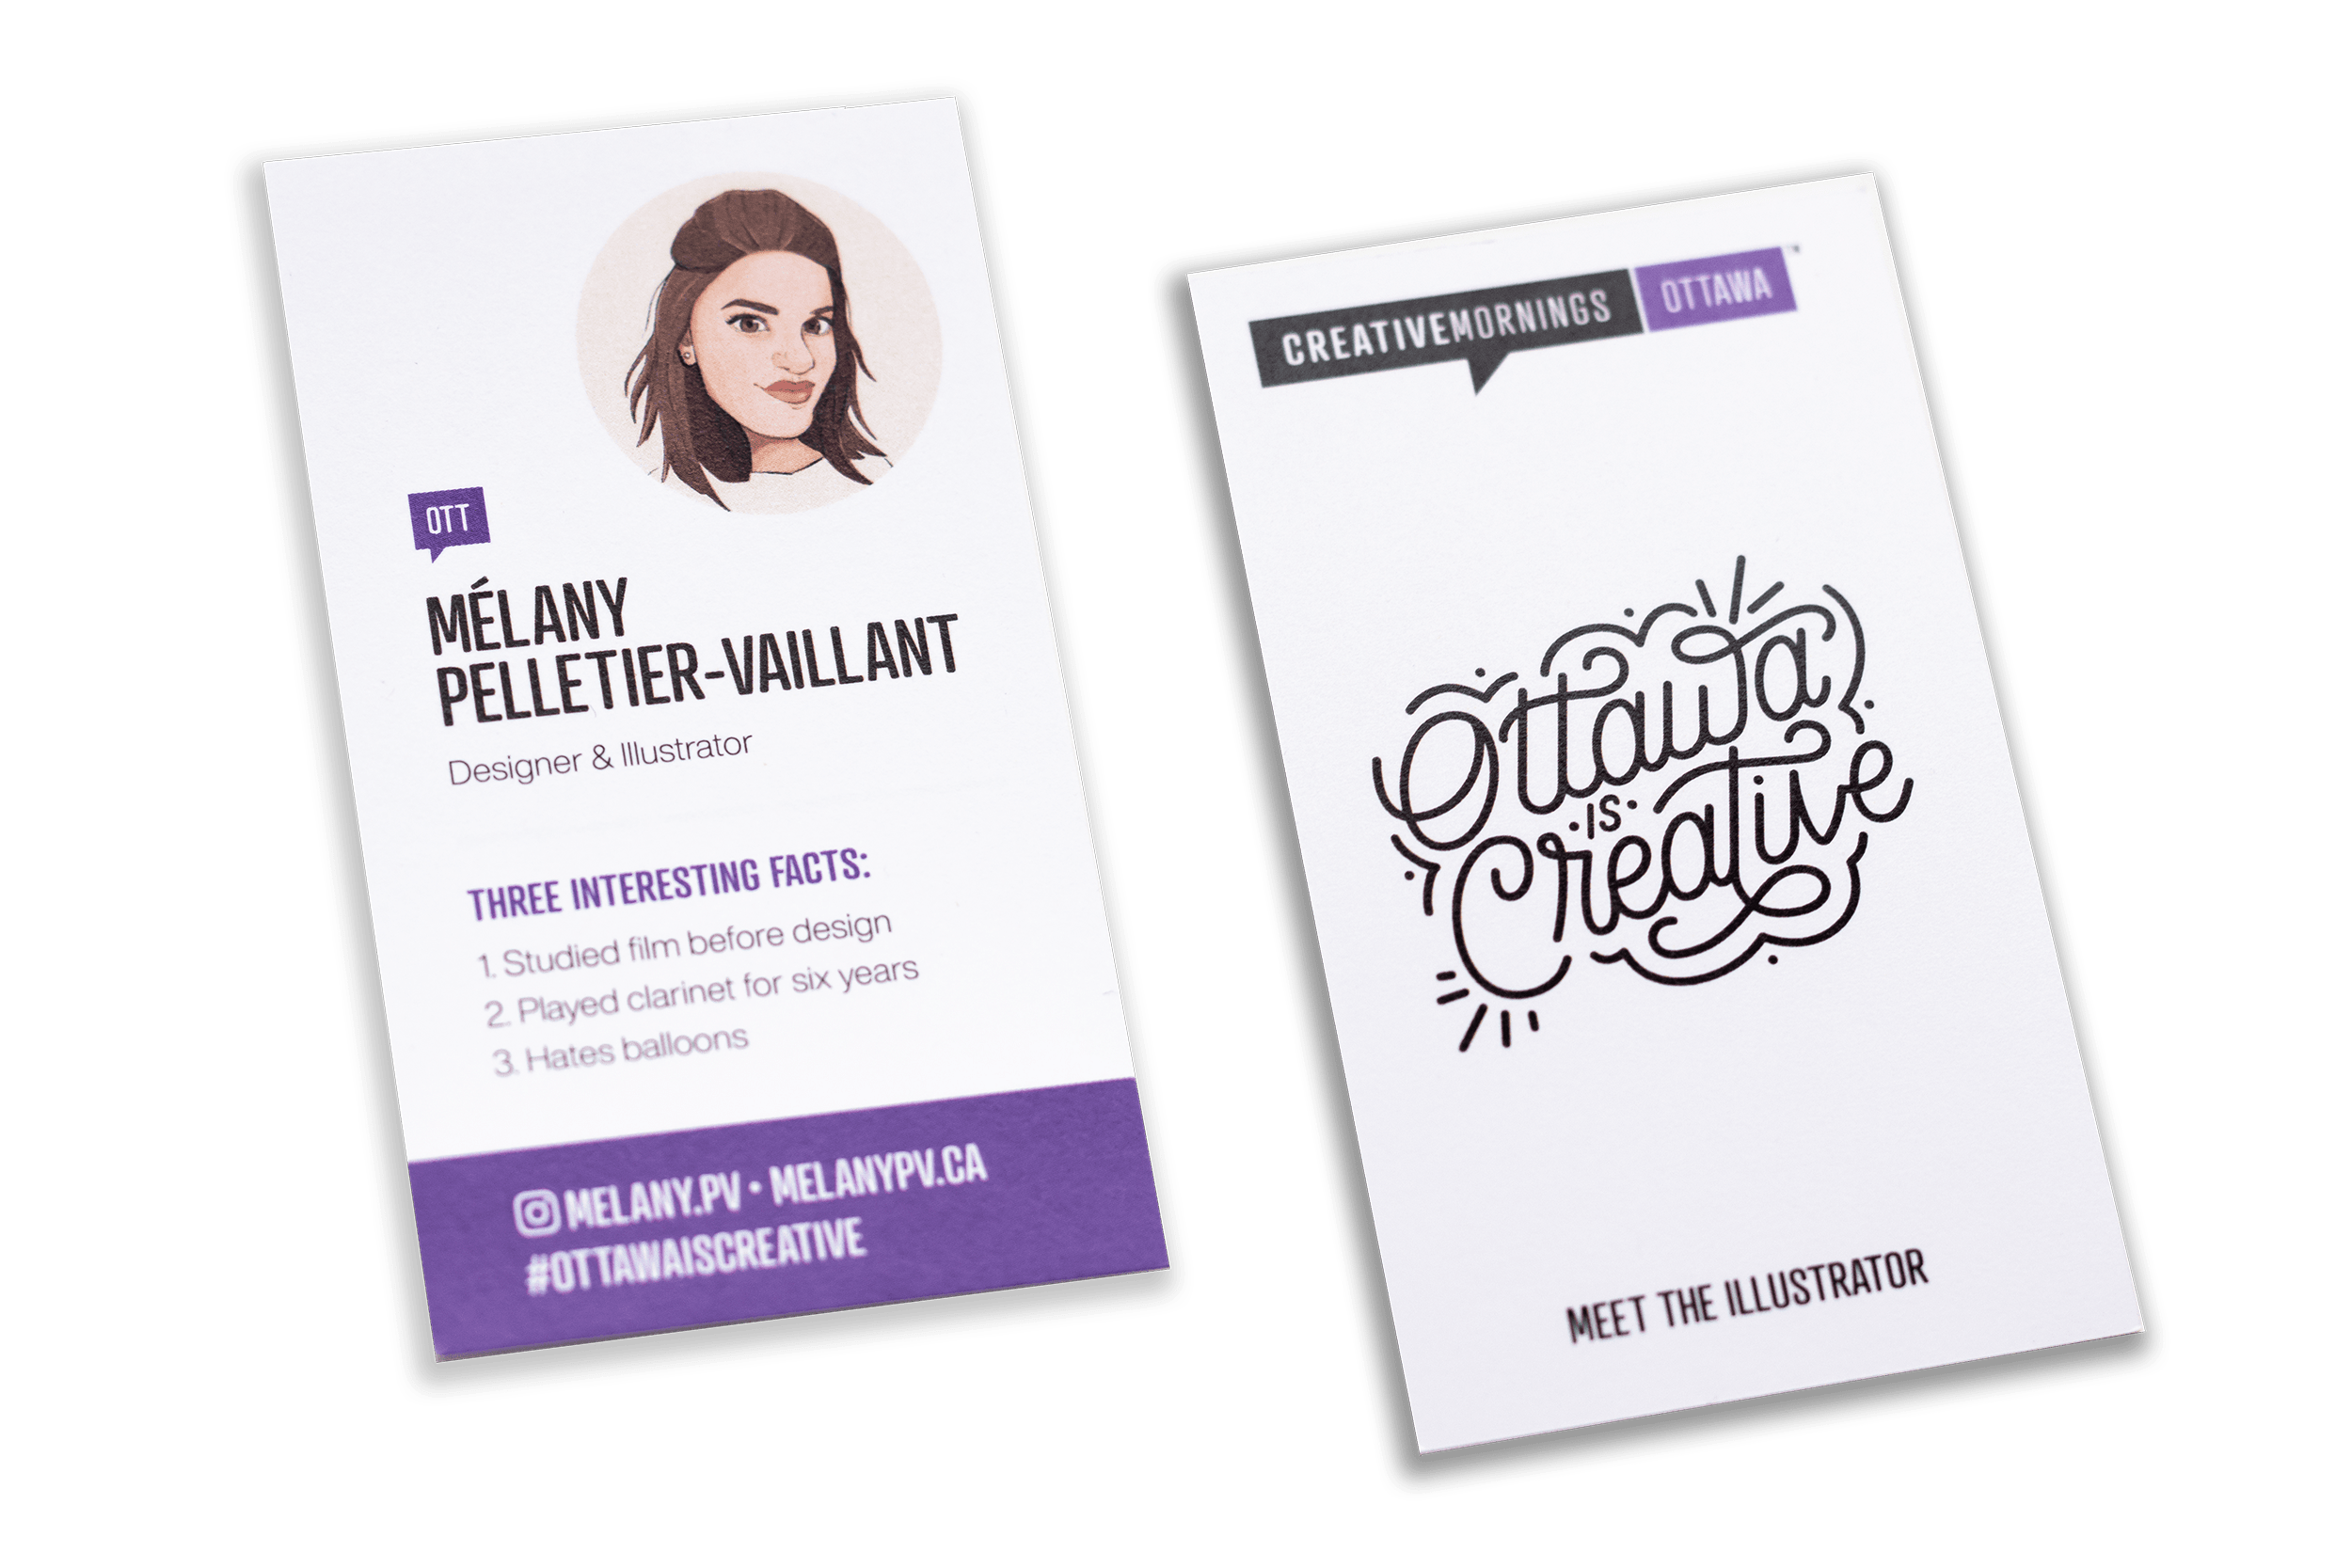 OTT
MÉLANY
PELLETIER-VAILLANT
Designer & Illustrator
THREE INTERESTING FACTS:
1. Studied film before design
2. Played clarinet for six years
3. Hates balloons
MELANY.PV • MELANYPV.CA
#OTTAWAISCREATIVE
CREATIVEMORNINGS OTTAWA
Ottawa
·IS·
Creative
MEET THE ILLUSTRATOR